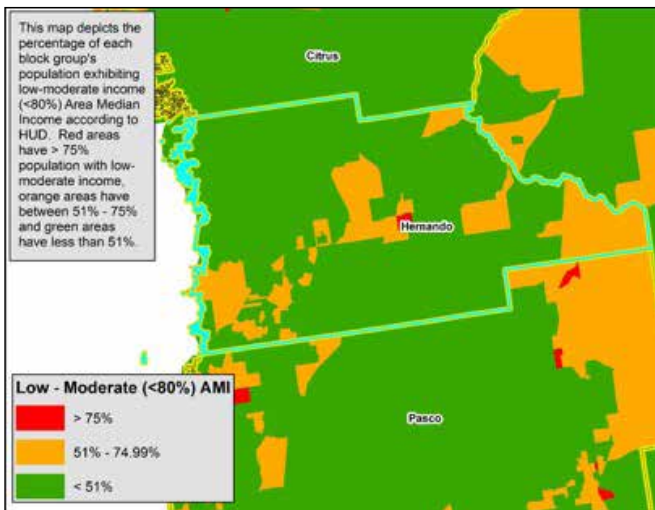 This map depicts the
percentage of each
block group's
population exhibiting
low-moderate income
(<80%) Area Median
Income according to
HUD. Red areas
have > 75%
population with low-
moderate income,
orange areas have
between 51% - 75%
and green areas
have less than 51%.
Citrus
Hernando
Pasco
Low - Moderate (<80%) AMI
> 75%
51% - 74.99%
< 51%